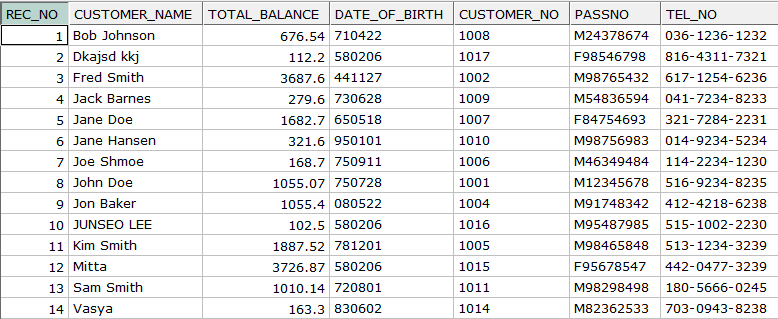 REC_NO CUSTOMER_NAME TOTAL_BALANCE DATE_OF_BIRTH CUSTOMER_NO PASSNO TEL_NO
1 Bob Johnson 676.54 710422 1008 M24378674 036-1236-1232
2 Dkajsd kkj 112.2 580206 1017 F98546798 816-4311-7321
3 Fred Smith 3687.6 441127 1002 M98765432 617-1254-6236
4 Jack Barnes 279.6 730628 1009 M54836594 041-7234-8233
5 Jane Doe 1682.7 650518 1007 F84754693 321-7284-2231
6 Jane Hansen 321.6 950101 1010 M98756983 014-9234-5234
7 Joe Shmoe 168.7 750911 1006 M46349484 114-2234-1230
8 John Doe 1055.07 750728 1001 M12345678 516-9234-8235
9 Jon Baker 1055.4 080522 1004 M91748342 412-4218-6238
10 JUNSEO LEE 102.5 580206 1016 M95487985 515-1002-2230
11 Kim Smith 1887.52 781201 1005 M98465848 513-1234-3239
12 Mitta 3726.87 580206 1015 F95678547 442-0477-3239
13 Sam Smith 1010.14 720801 1011 M98298498 180-5666-0245
14 Vasya 163.3 830602 1014 M82362533 703-0943-8238